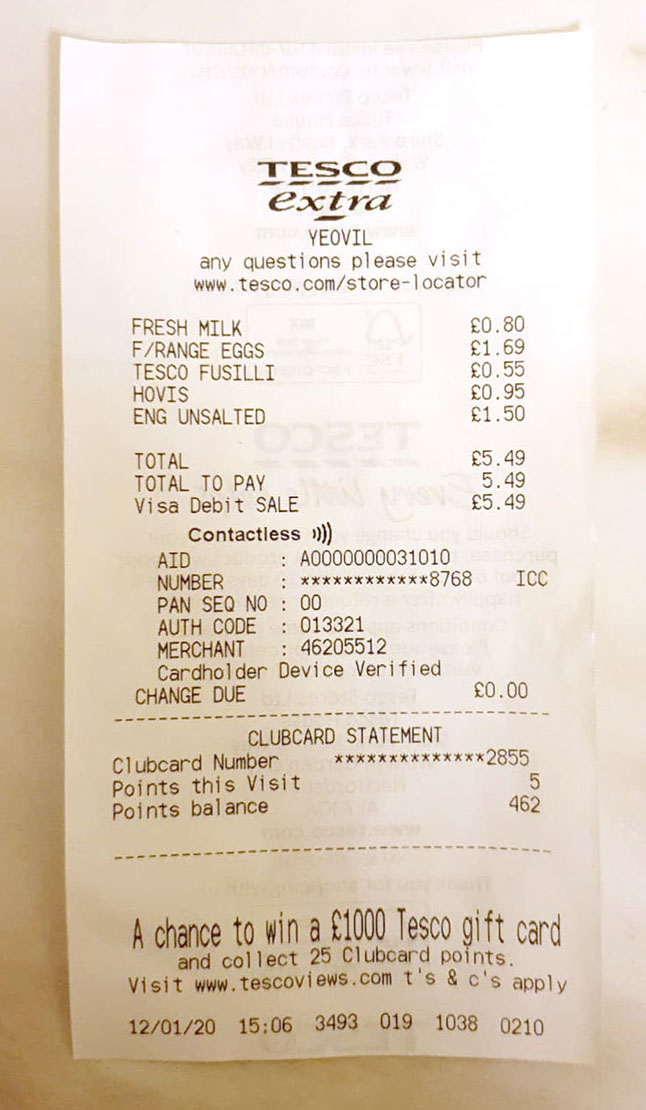 TESCO
extra
YEOVIL
any questions please visit
www.tesco.com/store-locator
FRESH MILK £0.80
F/RANGE EGGS £1.69
TESCO FUSILLI £0.55
HOVIS £0.95
ENG UNSALTED £1.50
TOTAL £5.49
TOTAL TO PAY 5.49
Visa Debit SALE £5.49
Contactless
AID : A0000000031010
NUMBER : ************8768 ICC
PAN SEQ NO : 00
AUTH CODE : 013321
MERCHANT : 46205512
Cardholder Device Verified
CHANGE DUE £0.00
CLUBCARD STATEMENT
Clubcard Number **************2855
Points this Visit 5
Points balance 462
A chance to win a £1000 Tesco gift card
and collect 25 Clubcard points.
Visit www.tescoviews.com t's & c's apply
12/01/20 15:06 3493 019 1038 0210